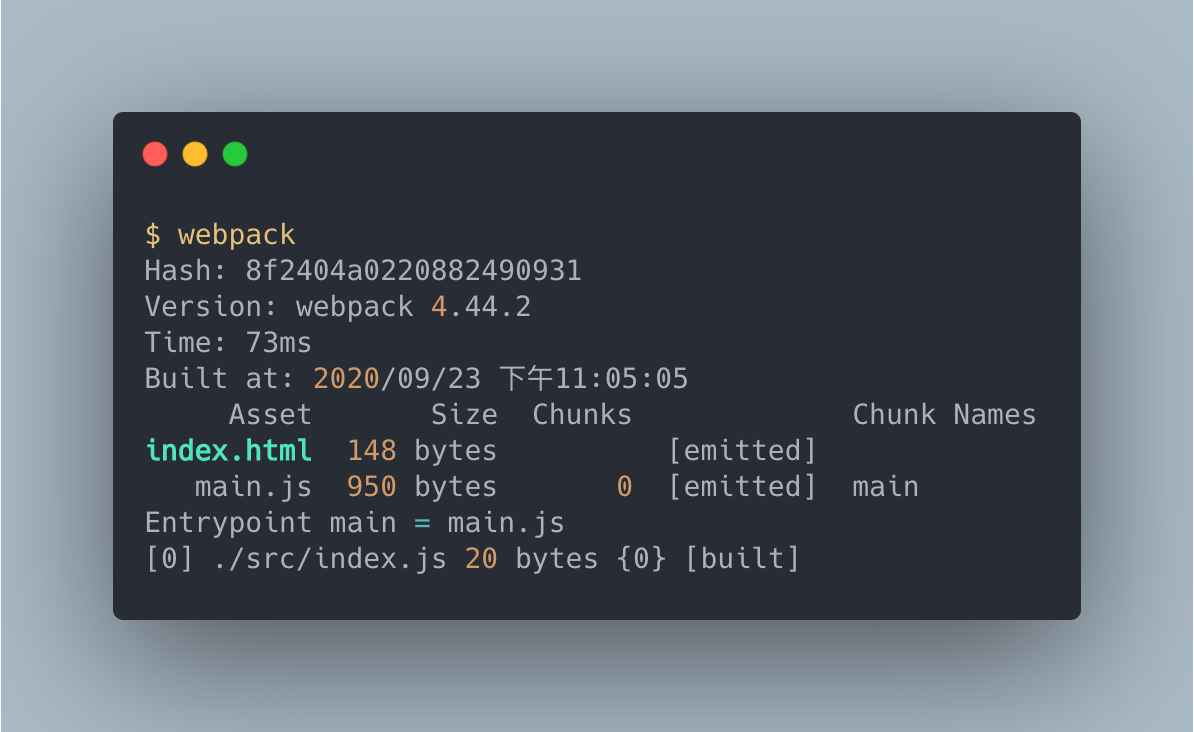 $ webpack
Hash: 8f2404a0220882490931
Version: webpack 4.44.2
Time: 73ms
Built at: 2020/09/23 下午11:05:05
     Asset       Size  Chunks             Chunk Names
index.html  148 bytes          [emitted]
   main.js  950 bytes       0  [emitted]  main
Entrypoint main = main.js
[0] ./src/index.js 20 bytes {0} [built]